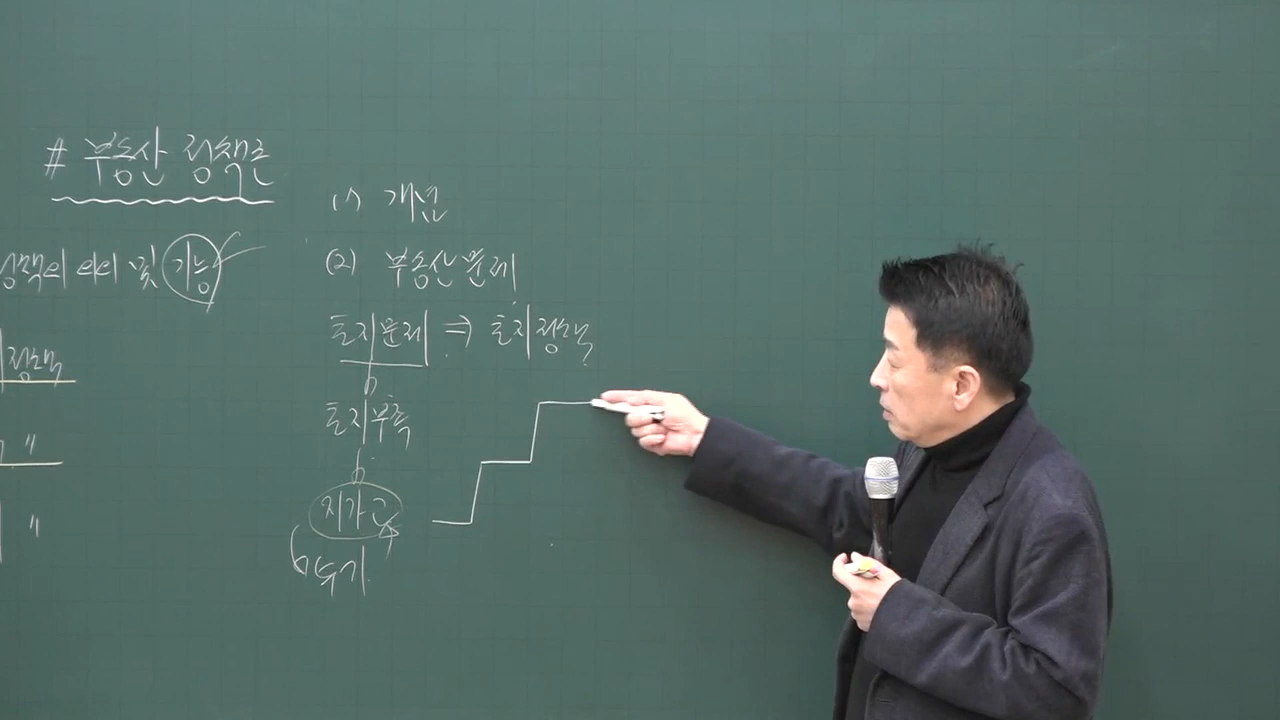 # 부동산 정책론
정책의 의의 및 기능
정책
"
"
(1) 개념
(2) 부동산문제
토지문제 ⇒ 토지정책
토지부족
지가고
투기